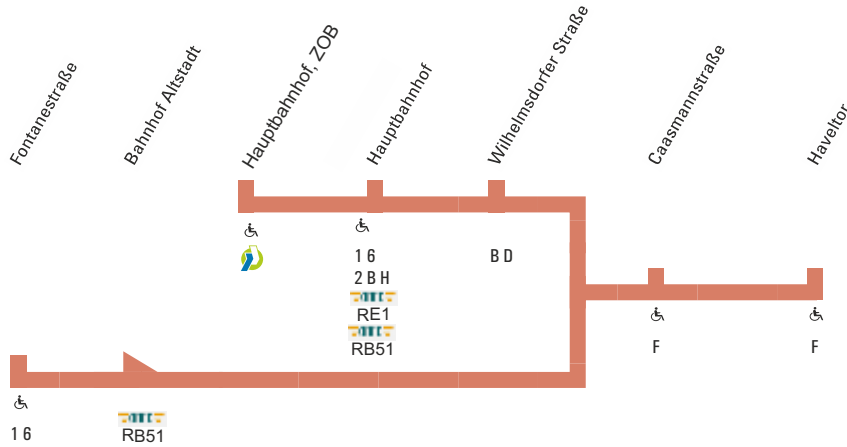 Fontanestraße
Bahnhof Altstadt
Hauptbahnhof, ZOB
Hauptbahnhof
Wilhelmsdorfer Straße
Caasmannstraße
Haveltor
1 6
2 B H
RE1
RB51
B D
F
F
1 6
RB51